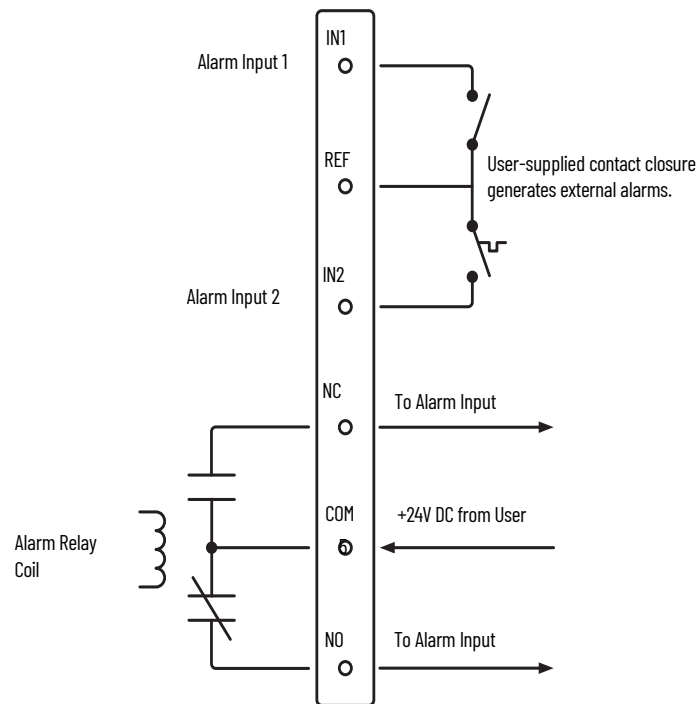 IN1
Alarm Input 1
REF
User-supplied contact closure
generates external alarms.
IN2
Alarm Input 2
NC
To Alarm Input
COM
+24V DC from User
Alarm Relay
Coil
NO
To Alarm Input